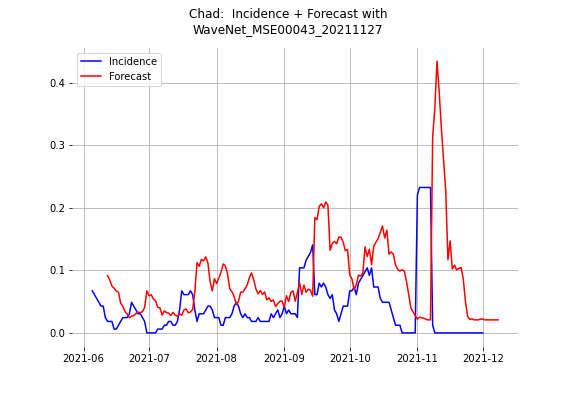 Chad:  Incidence + Forecast with
WaveNet_MSE00043_20211127
Incidence
Forecast
0.4
0.3
0.2
0.1
0.0
2021-06 2021-07 2021-08 2021-09 2021-10 2021-11 2021-12